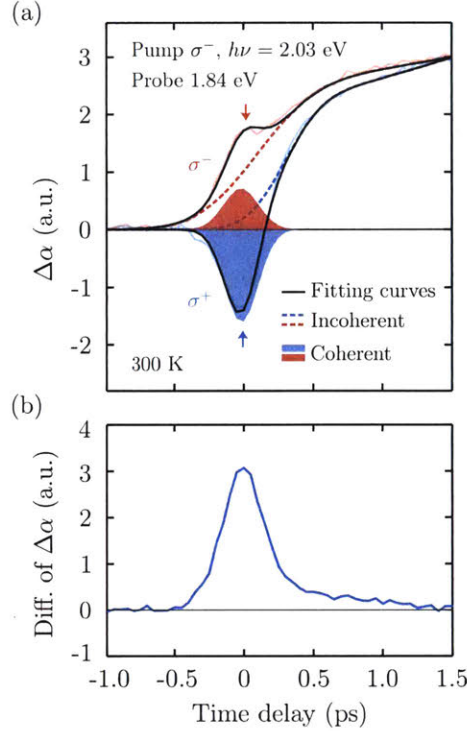 (a)
3
Pump σ⁻, hν = 2.03 eV
Probe 1.84 eV
2
σ⁻
1
Δα (a.u.)
0
-1
σ⁺
Fitting curves
Incoherent
Coherent
-2
300 K
(b)
4
3
2
1
0
-1
Diff. of Δα (a.u.)
-1.0 -0.5 0 0.5 1.0 1.5
Time delay (ps)